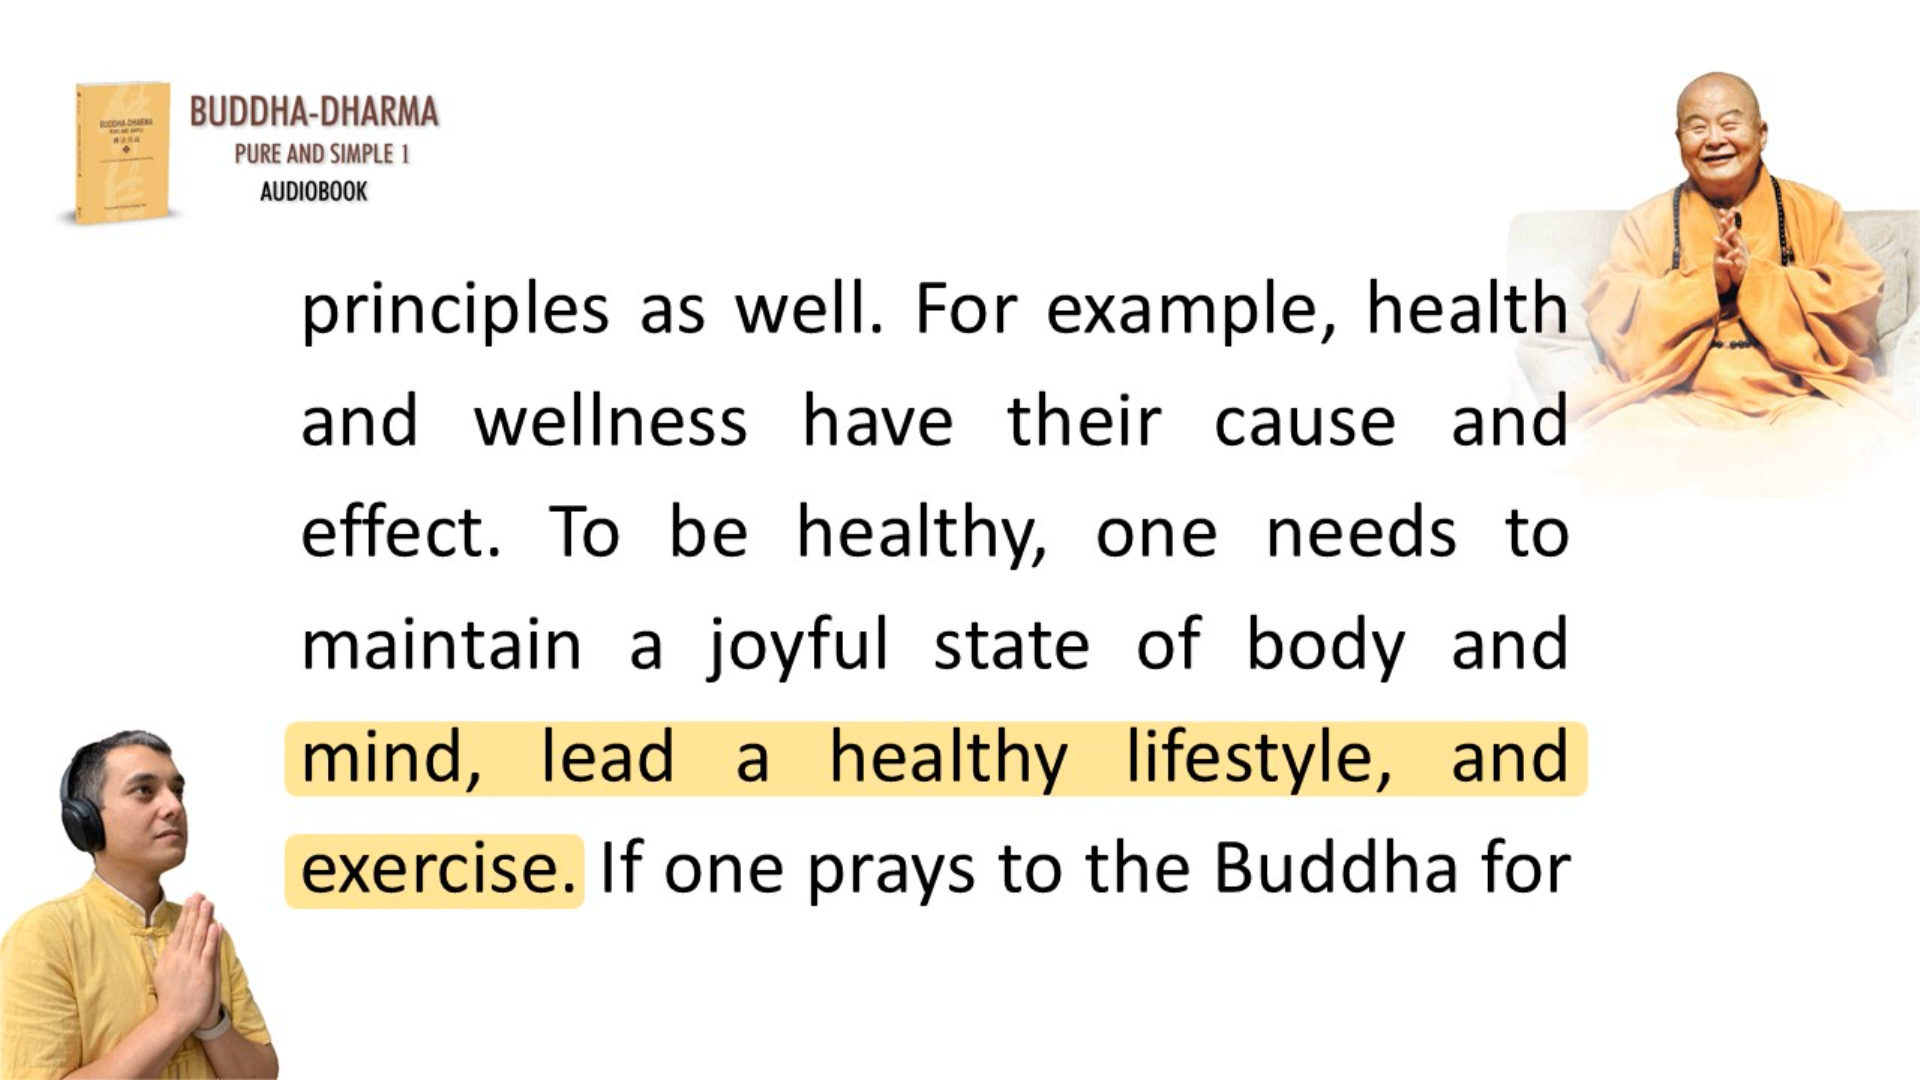 BUDDHA-DHARMA
PURE AND SIMPLE 1
AUDIOBOOK
BUDDHA-DHARMA
principles as well. For example, health
and wellness have their cause and
effect. To be healthy, one needs to
maintain a joyful state of body and
mind, lead a healthy lifestyle, and
exercise. If one prays to the Buddha for